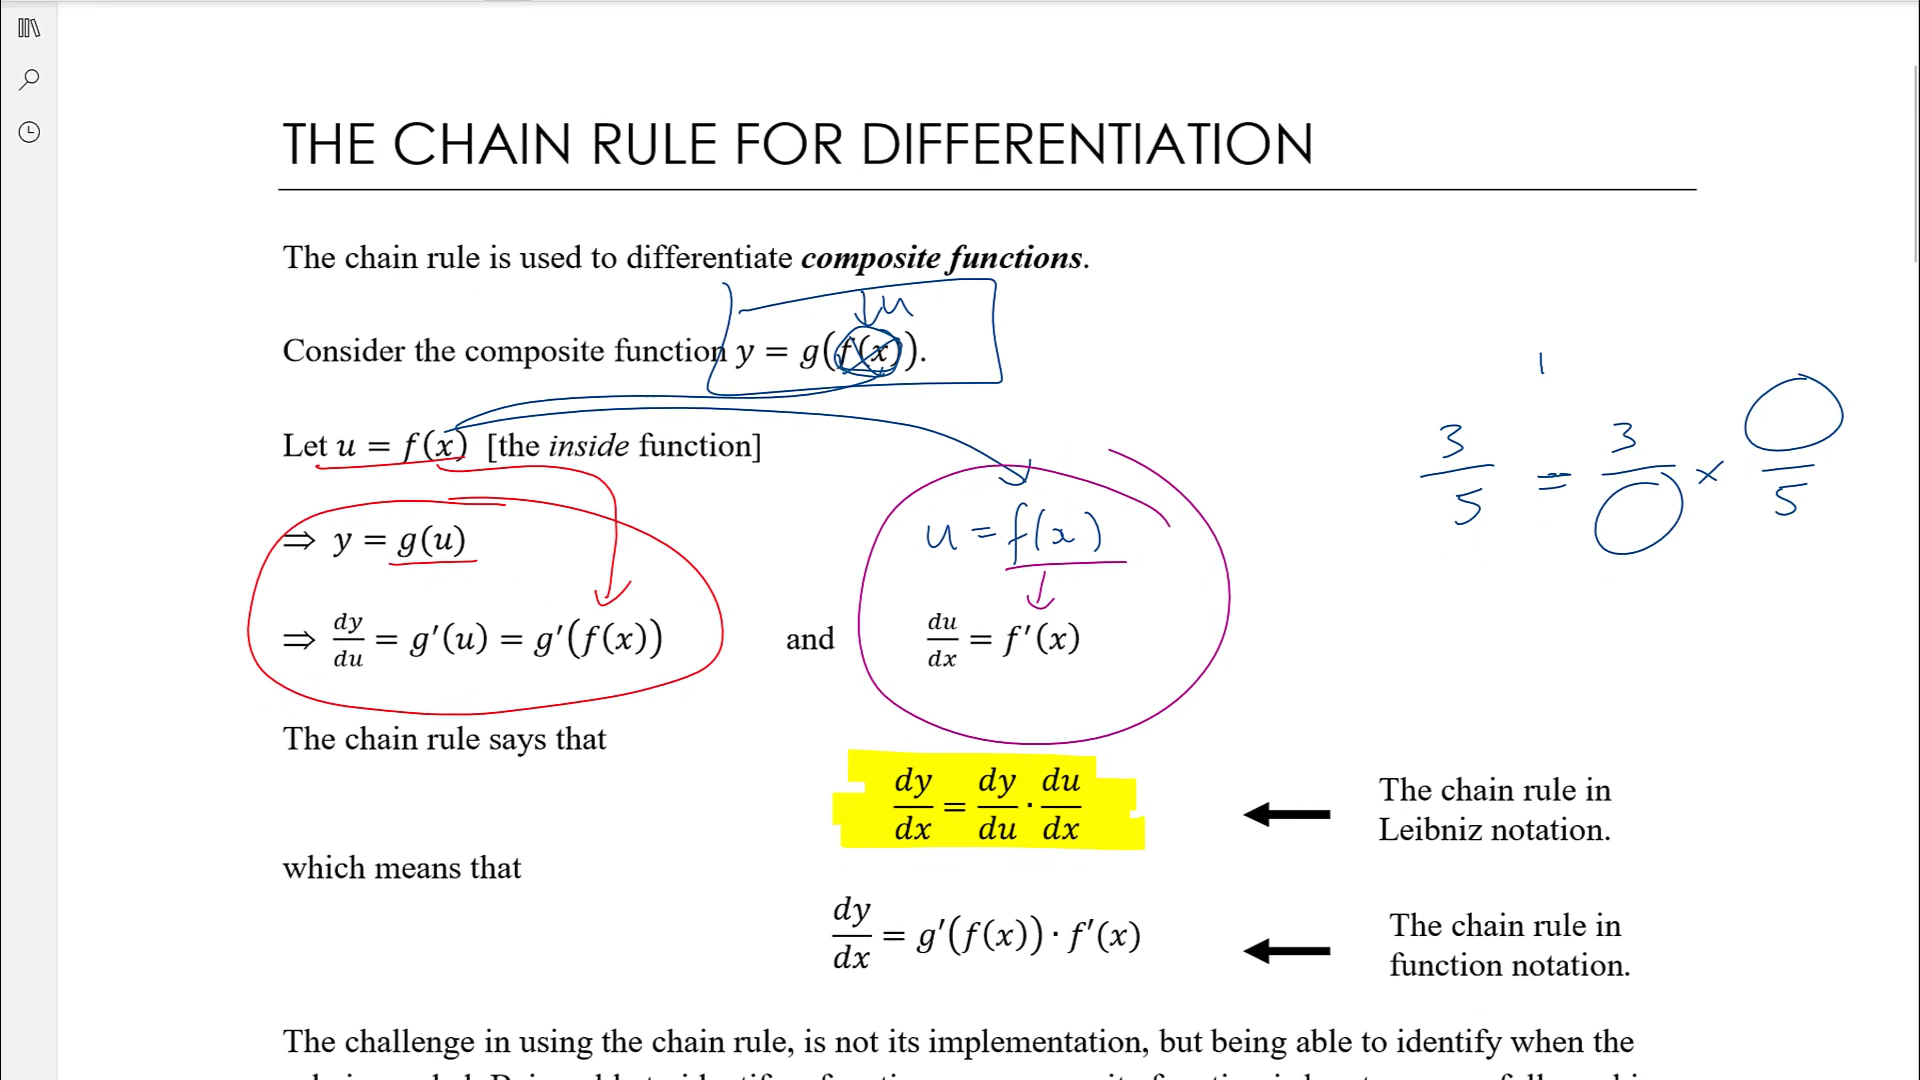 THE CHAIN RULE FOR DIFFERENTIATION
The chain rule is used to differentiate composite functions.
u
Consider the composite function y = g(f(x)).
Let u = f(x) [the inside function]
3/5 = 3/ × /5
⇒ y = g(u)
u = f(x)
⇒ dy/du = g′(u) = g′(f(x)) and du/dx = f′(x)
The chain rule says that
dy/dx = dy/du · du/dx
The chain rule in
Leibniz notation.
which means that
dy/dx = g′(f(x)) · f′(x)
The chain rule in
function notation.
The challenge in using the chain rule, is not its implementation, but being able to identify when the